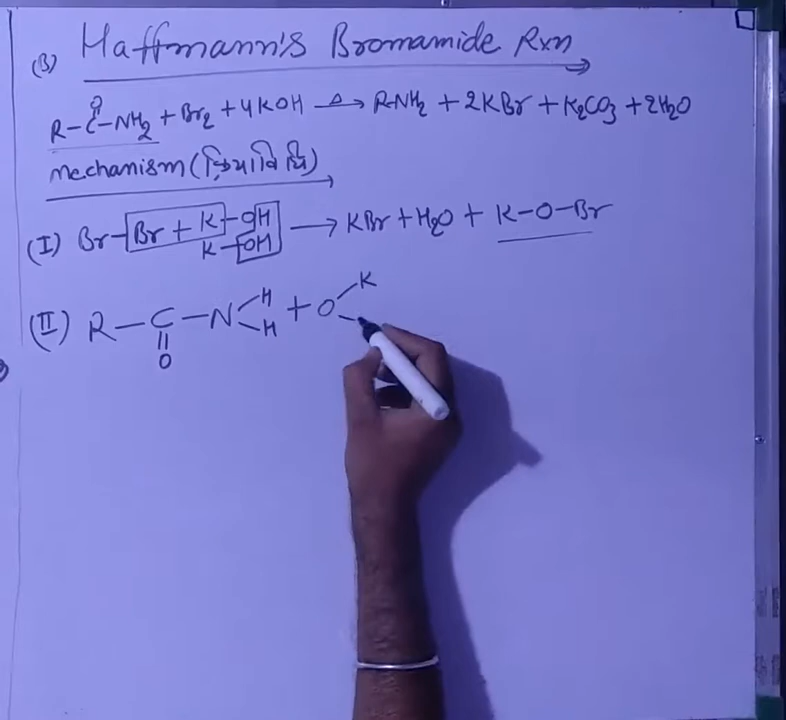 (B) Haffmann's Bromamide Rxn
R-C(=O)-NH₂ + Br₂ + 4KOH —Δ→ R-NH₂ + 2KBr + K₂CO₃ + 2H₂O
mechanism (क्रियाविधि)
(I) Br-Br + K-OH → KBr + H₂O + K-O-Br
K-OH
(II) R-C-N H + O K
H
O